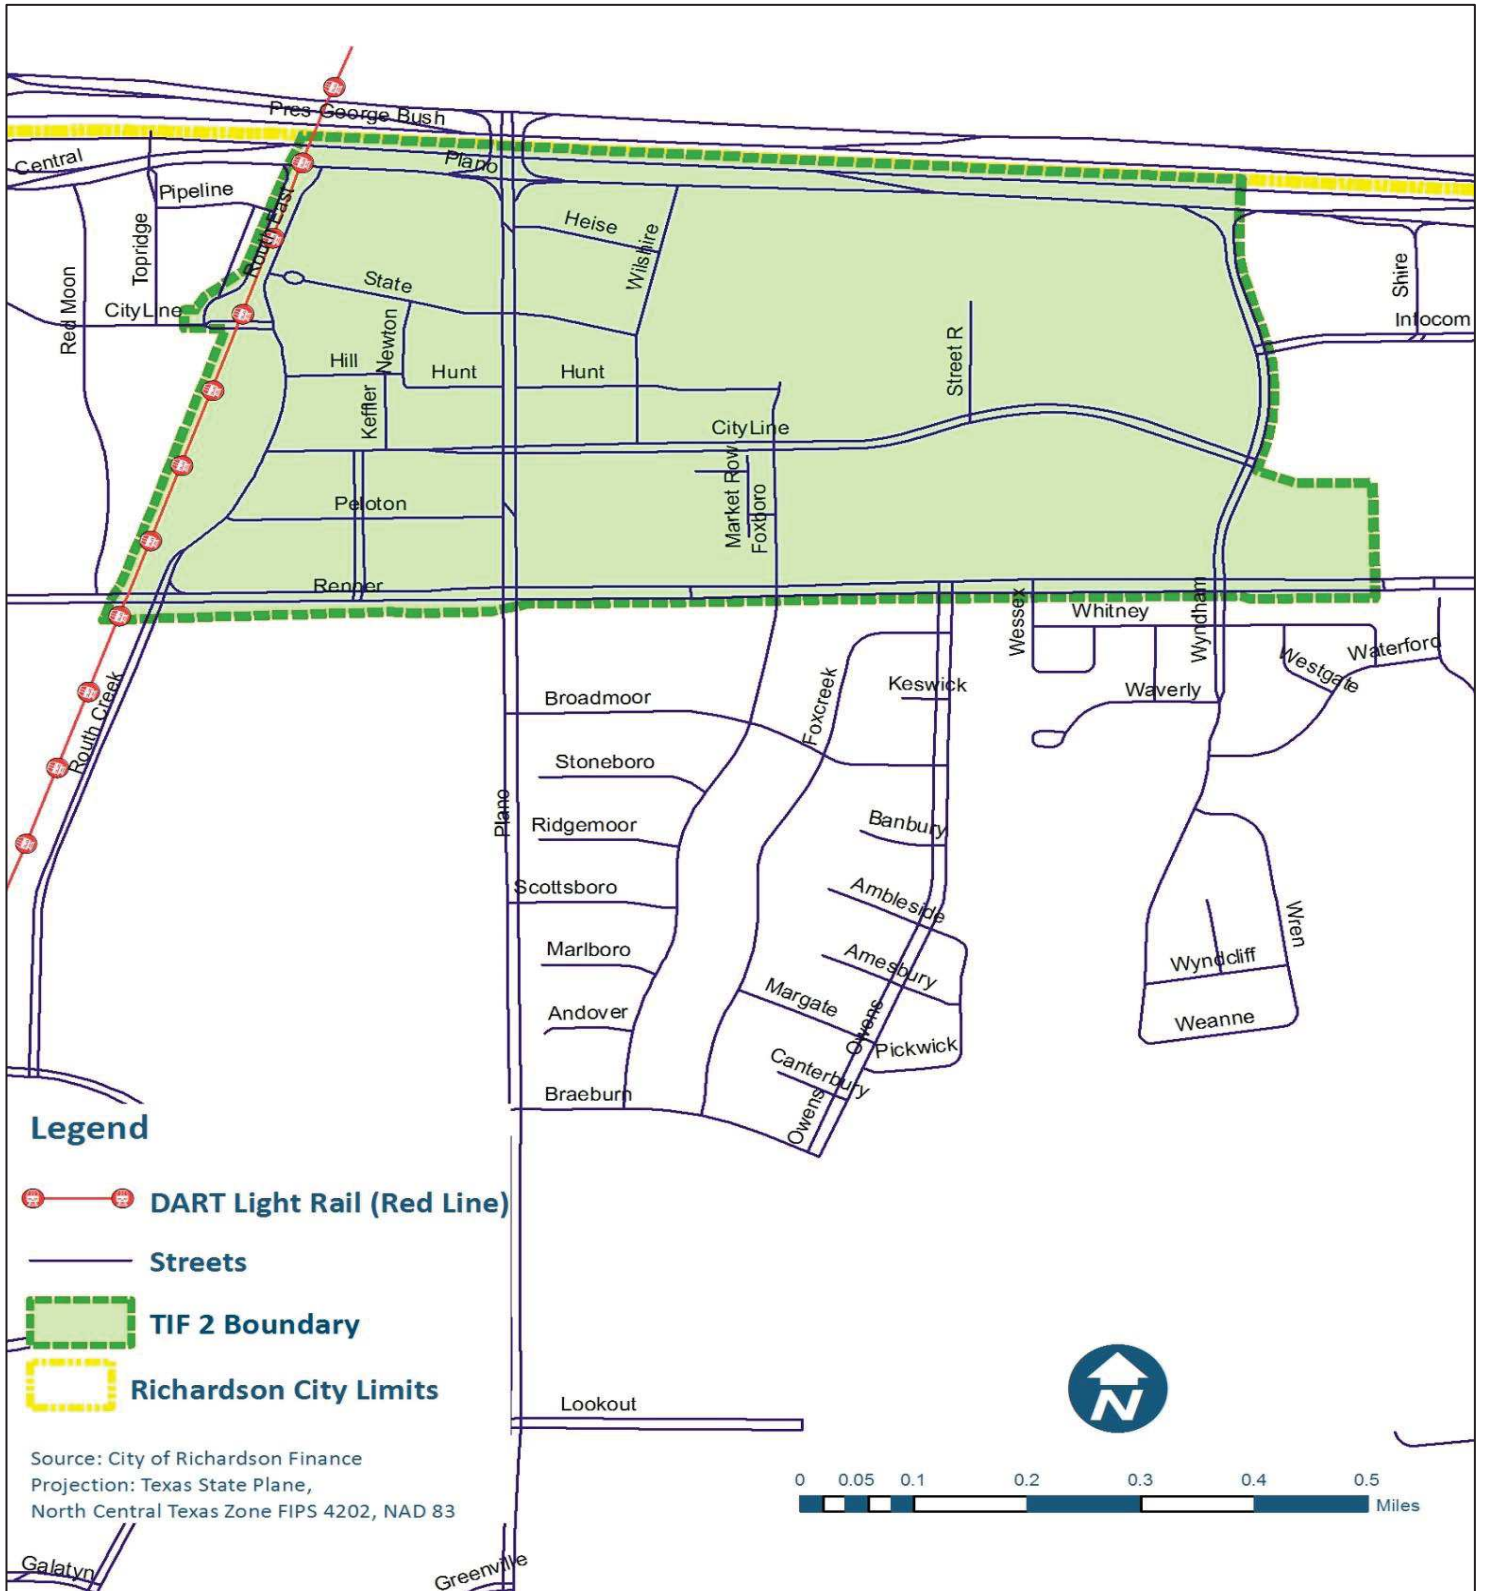 Pres George Bush
Central
Plano
Pipeline
Routh East
Heise
Topridge
Wilshire
State
Shire
Red Moon
CityLine
Newton
Infocom
Hill
Hunt
Hunt
Street R
Keffler
CityLine
Market Row
Foxboro
Peloton
Renner
Wessex
Whitney
Wyndham
Waterford
Westgate
Keswick
Waverly
Routh Creek
Broadmoor
Foxcreek
Stoneboro
Plano
Ridgemoor
Banbury
Scottsboro
Ambleside
Wren
Marlboro
Amesbury
Wyndcliff
Margate
Andover
Owens
Weanne
Pickwick
Canterbury
Braeburn
Owens
Legend
DART Light Rail (Red Line)
Streets
TIF 2 Boundary
Richardson City Limits
N
Lookout
Source: City of Richardson Finance
Projection: Texas State Plane,
North Central Texas Zone FIPS 4202, NAD 83
0 0.05 0.1 0.2 0.3 0.4 0.5
Miles
Galatyn
Greenville